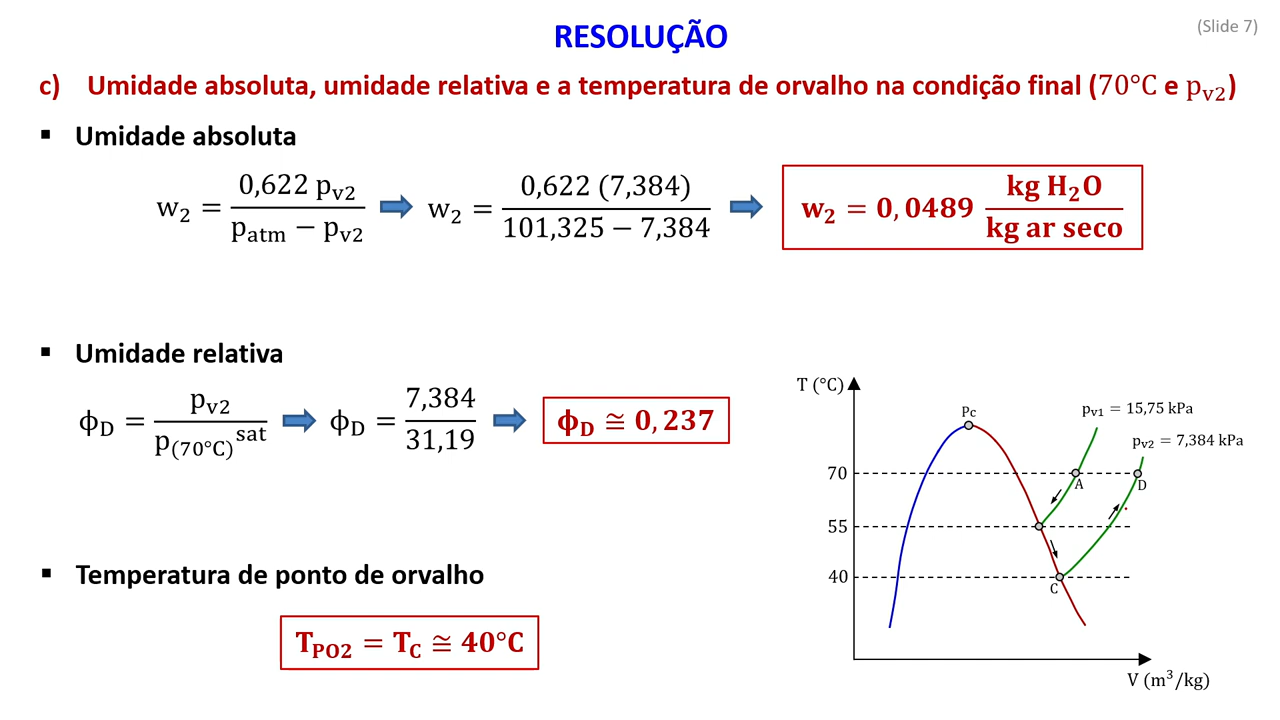 RESOLUÇÃO
(Slide 7)
c) Umidade absoluta, umidade relativa e a temperatura de orvalho na condição final (70°C e pv2)
▪ Umidade absoluta
w2 = 0,622 pv2 / patm − pv2
w2 = 0,622 (7,384) / 101,325 − 7,384
w2 = 0,0489 kg H2O / kg ar seco
▪ Umidade relativa
ϕD = pv2 / p(70°C)sat
ϕD = 7,384 / 31,19
ϕD ≅ 0,237
▪ Temperatura de ponto de orvalho
TPO2 = TC ≅ 40°C
T (°C)
Pc
pv1 = 15,75 kPa
pv2 = 7,384 kPa
70
A
D
55
40
C
V (m³/kg)